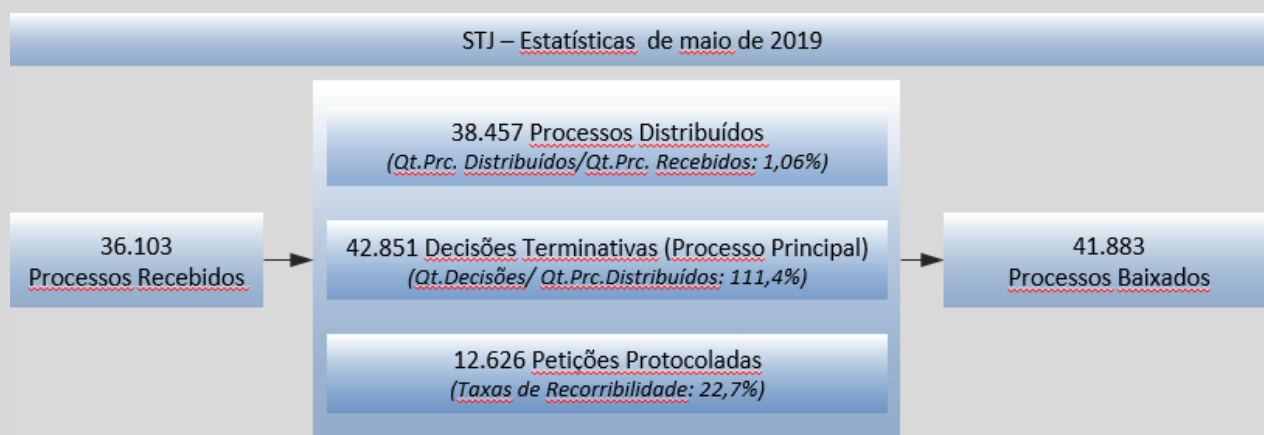 STJ – Estatísticas de maio de 2019
38.457 Processos Distribuídos
(Qt.Prc. Distribuídos/Qt.Prc. Recebidos: 1,06%)
36.103
Processos Recebidos
42.851 Decisões Terminativas (Processo Principal)
(Qt.Decisões/ Qt.Prc.Distribuídos: 111,4%)
41.883
Processos Baixados
12.626 Petições Protocoladas
(Taxas de Recorribilidade: 22,7%)